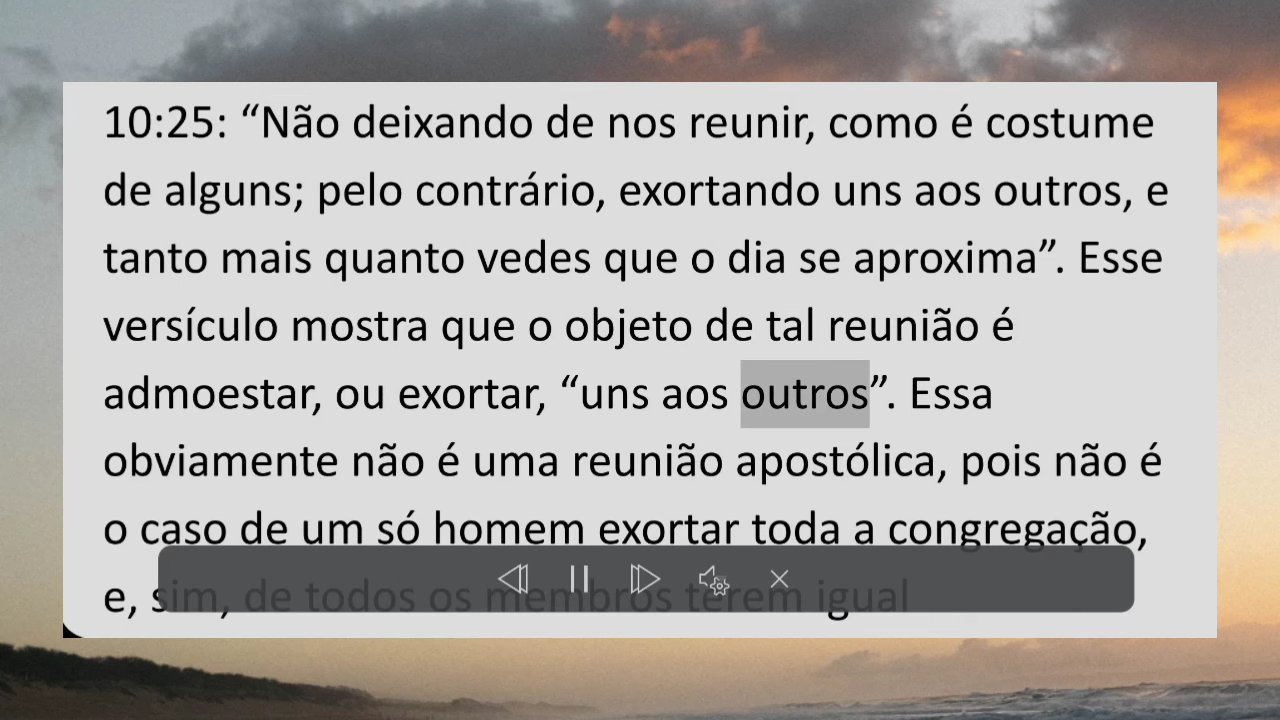 10:25: “Não deixando de nos reunir, como é costume
de alguns; pelo contrário, exortando uns aos outros, e
tanto mais quanto vedes que o dia se aproxima”. Esse
versículo mostra que o objeto de tal reunião é
admoestar, ou exortar, “uns aos outros”. Essa
obviamente não é uma reunião apostólica, pois não é
o caso de um só homem exortar toda a congregação,
e, sim, de todos os membros terem igual